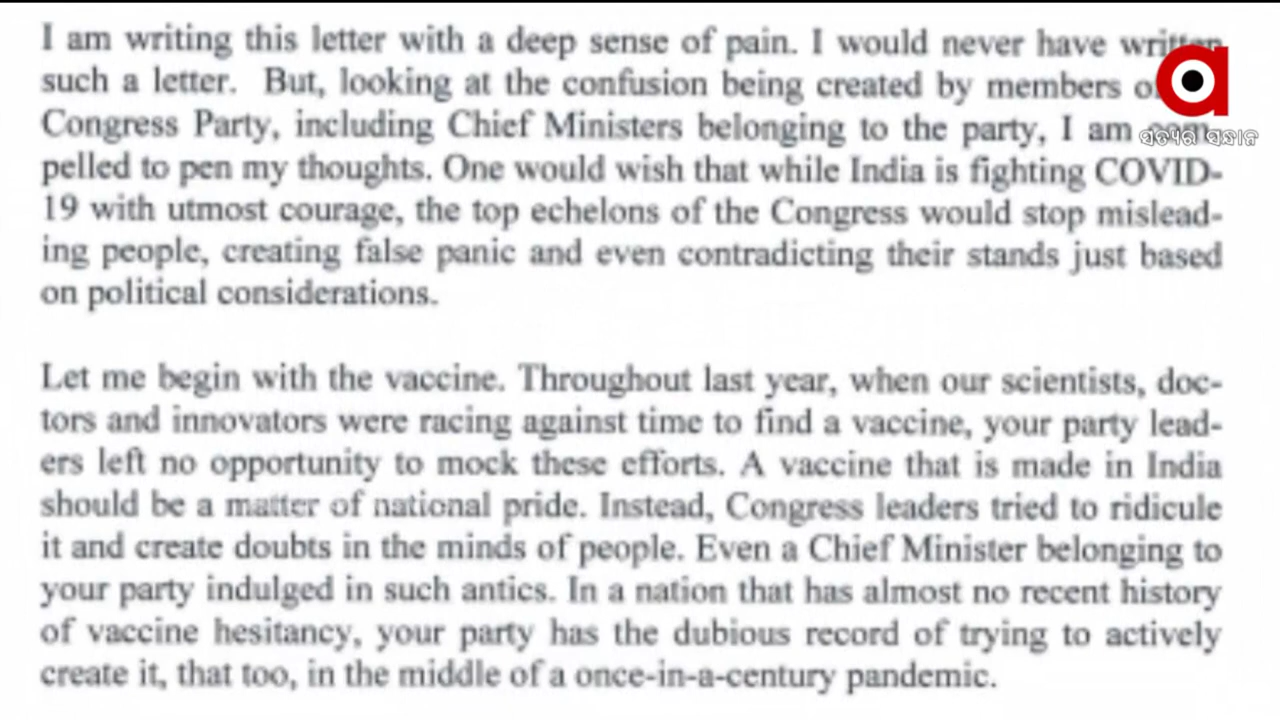 I am writing this letter with a deep sense of pain. I would never have written
such a letter. But, looking at the confusion being created by members
Congress Party, including Chief Ministers belonging to the party, I am
pelled to pen my thoughts. One would wish that while India is fighting COVID-
19 with utmost courage, the top echelons of the Congress would stop mislead-
ing people, creating false panic and even contradicting their stands just based
on political considerations.
Let me begin with the vaccine. Throughout last year, when our scientists, doc-
tors and innovators were racing against time to find a vaccine, your party lead-
ers left no opportunity to mock these efforts. A vaccine that is made in India
should be a matter of national pride. Instead, Congress leaders tried to ridicule
it and create doubts in the minds of people. Even a Chief Minister belonging to
your party indulged in such antics. In a nation that has almost no recent history
of vaccine hesitancy, your party has the dubious record of trying to actively
create it, that too, in the middle of a once-in-a-century pandemic.
a
ସତ୍ୟର ସନ୍ଧାନ